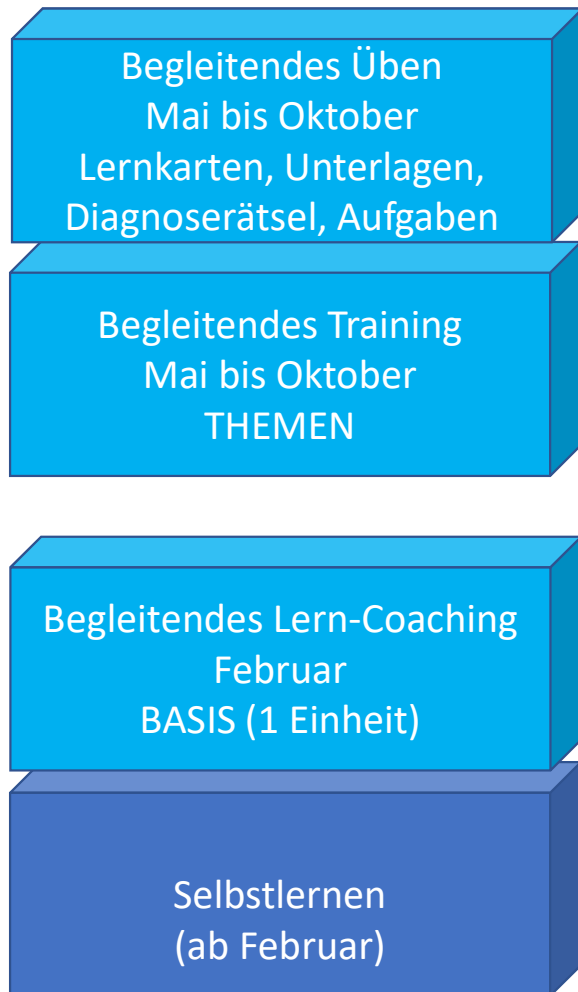 Begleitendes Üben
Mai bis Oktober
Lernkarten, Unterlagen,
Diagnoserätsel, Aufgaben
Begleitendes Training
Mai bis Oktober
THEMEN
Begleitendes Lern-Coaching
Februar
BASIS (1 Einheit)
Selbstlernen
(ab Februar)